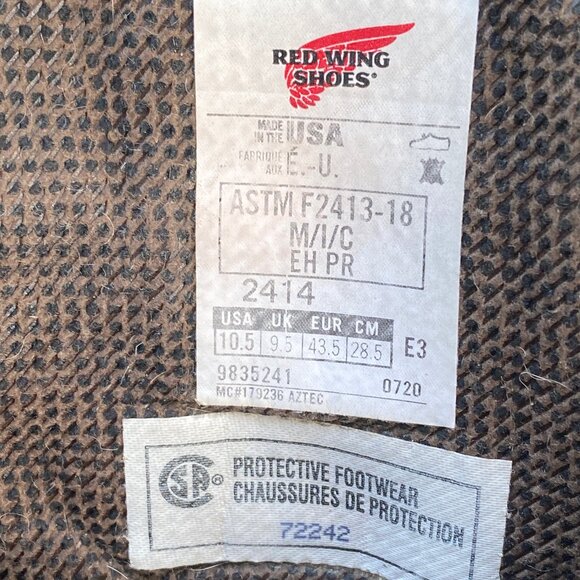 RED WING
SHOES®
MADE IN THE USA
FABRIQUÉ AUX É.-U.
ASTM F2413-18
M/I/C
EH PR
2414
USA UK EUR CM
10.5 9.5 43.5 28.5 E3
9835241 0720
MC#179236 AZTEC
CSA® PROTECTIVE FOOTWEAR
CHAUSSURES DE PROTECTION
72242